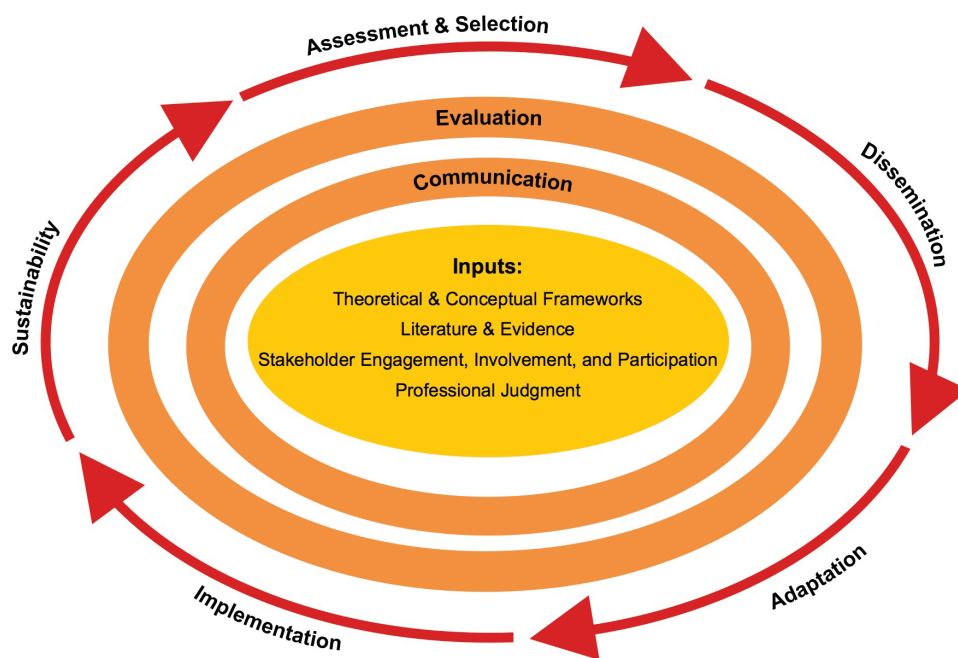 Assessment & Selection
Dissemination
Adaptation
Implementation
Sustainability
Evaluation
Communication
Inputs:
Theoretical & Conceptual Frameworks
Literature & Evidence
Stakeholder Engagement, Involvement, and Participation
Professional Judgment